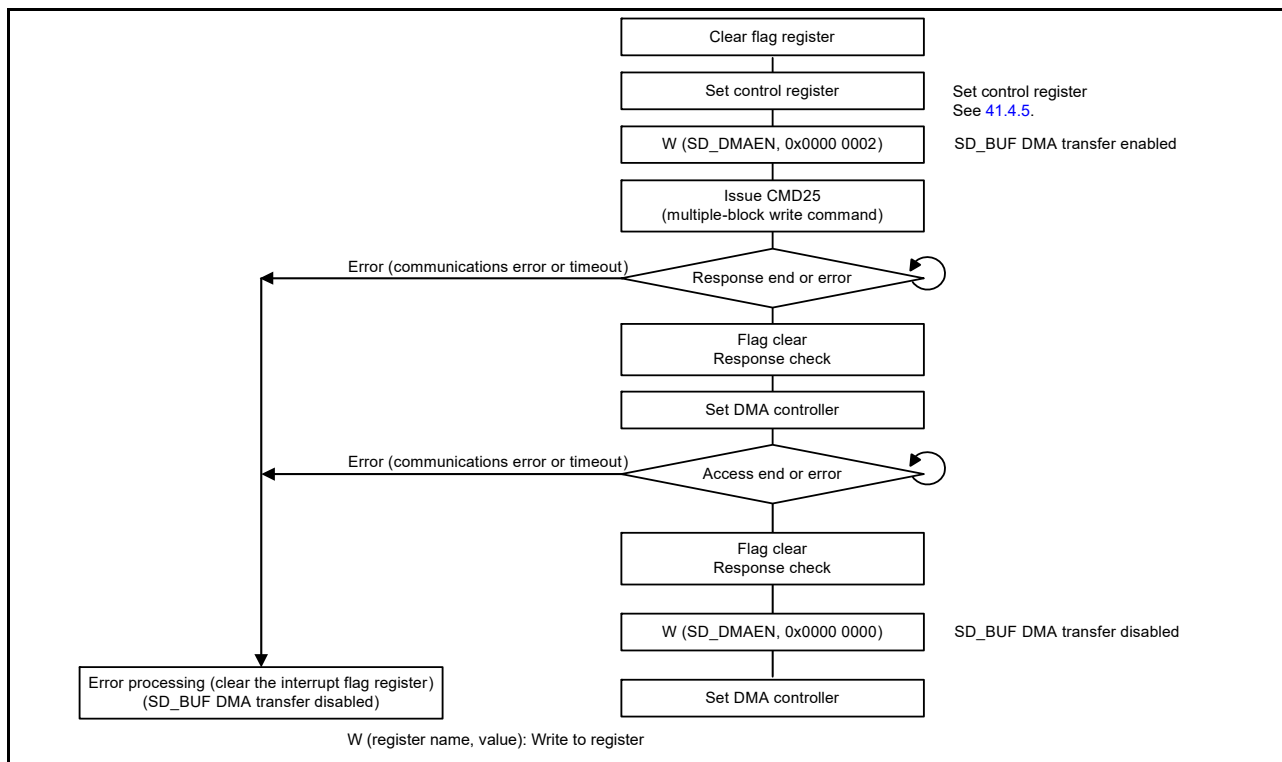 Clear flag register
Set control register
Set control register
See 41.4.5.
W (SD_DMAEN, 0x0000 0002)
SD_BUF DMA transfer enabled
Issue CMD25
(multiple-block write command)
Error (communications error or timeout)
Response end or error
Flag clear
Response check
Set DMA controller
Error (communications error or timeout)
Access end or error
Flag clear
Response check
W (SD_DMAEN, 0x0000 0000)
SD_BUF DMA transfer disabled
Error processing (clear the interrupt flag register)
(SD_BUF DMA transfer disabled)
Set DMA controller
W (register name, value): Write to register